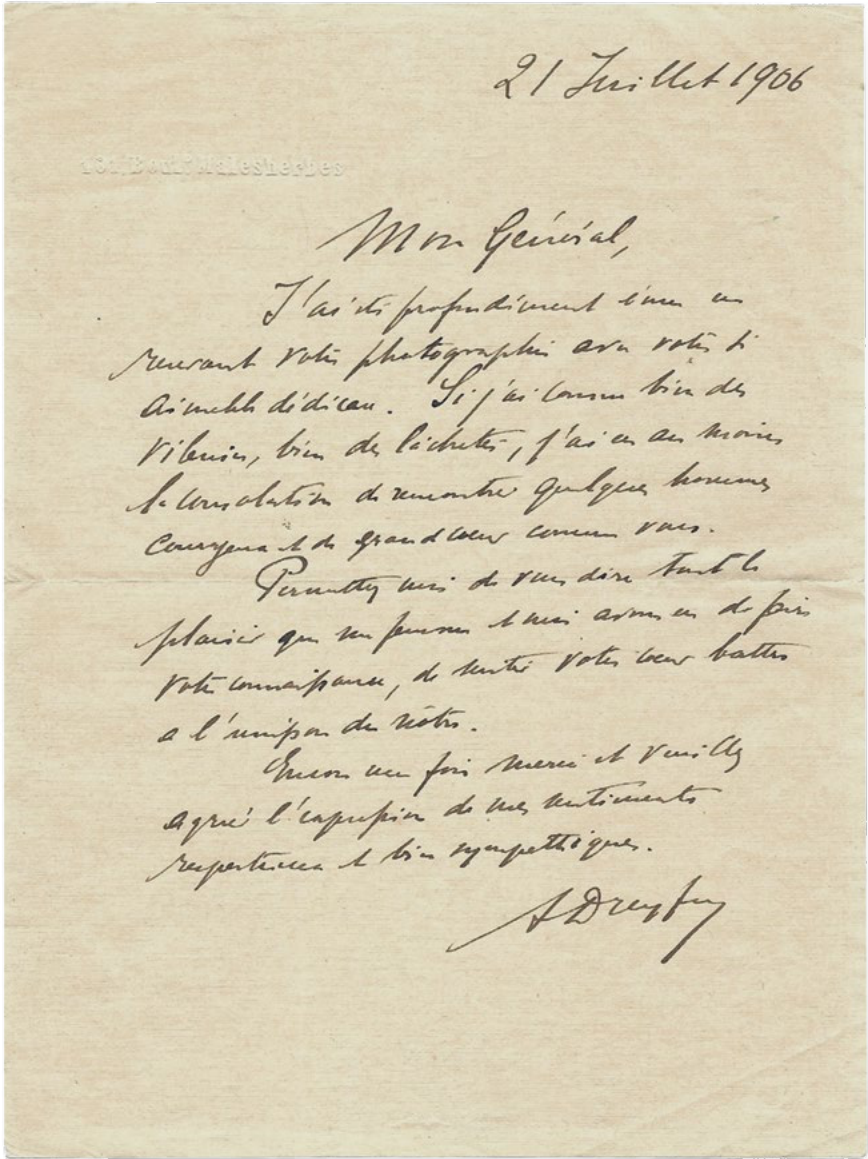 21 Juillet 1906
131, Boul.d Malesherbes
Mon Général,
J'ai été profondément ému en
recevant votre photographie avec votre si
aimable dédicace. Si j'ai connu bien des
vilenies, bien des lâchetés, j'ai eu au moins
la consolation de rencontrer quelques hommes
courageux et de grand coeur comme vous.
Permettez moi de vous dire tout le
plaisir que ma femme et moi avons eu de faire
votre connaissance, de sentir votre coeur battre
a l'unisson du nôtre.
Encore une fois merci et veuillez
agréer l'expression de mes sentiments
respectueux et bien sympathiques.
A Dreyfus